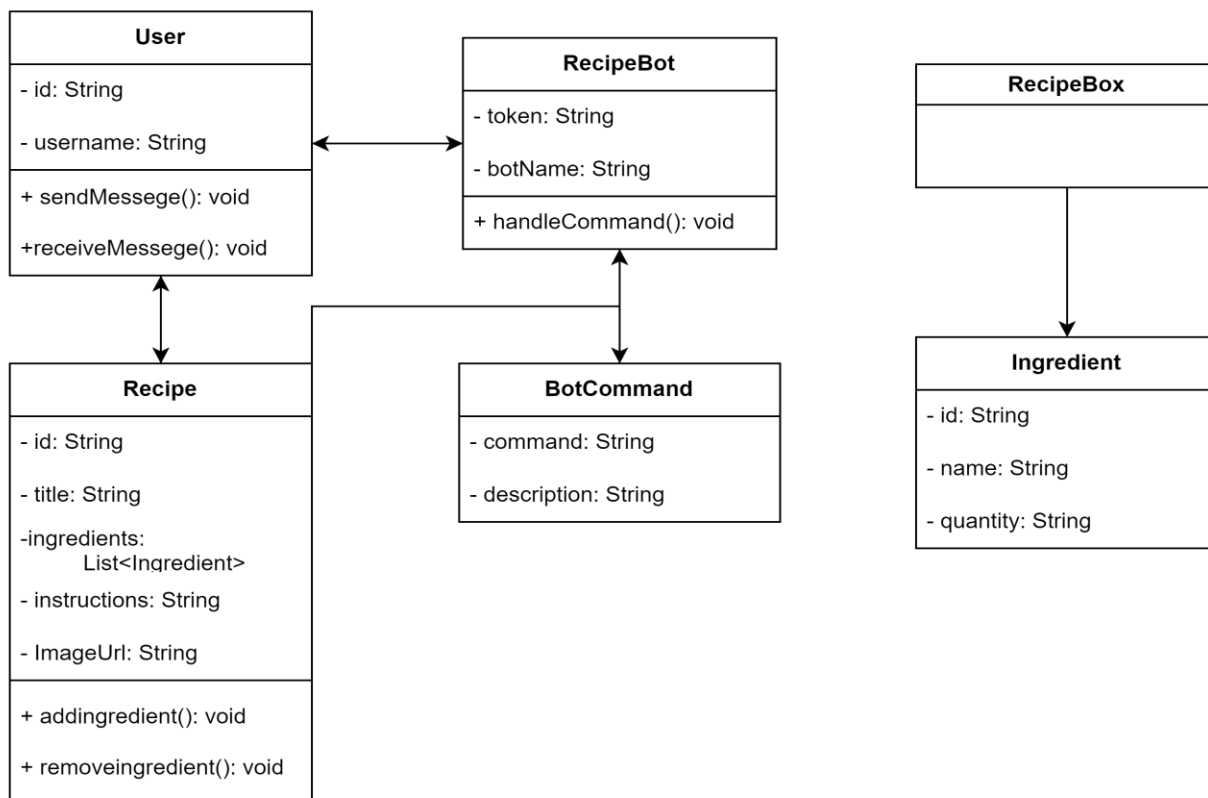 User
- id: String
- username: String
+ sendMessege(): void
+receiveMessege(): void
RecipeBot
- token: String
- botName: String
+ handleCommand(): void
RecipeBox
Recipe
- id: String
- title: String
-ingredients:
List<Ingredient>
- instructions: String
- ImageUrl: String
+ addingredient(): void
+ removeingredient(): void
BotCommand
- command: String
- description: String
Ingredient
- id: String
- name: String
- quantity: String